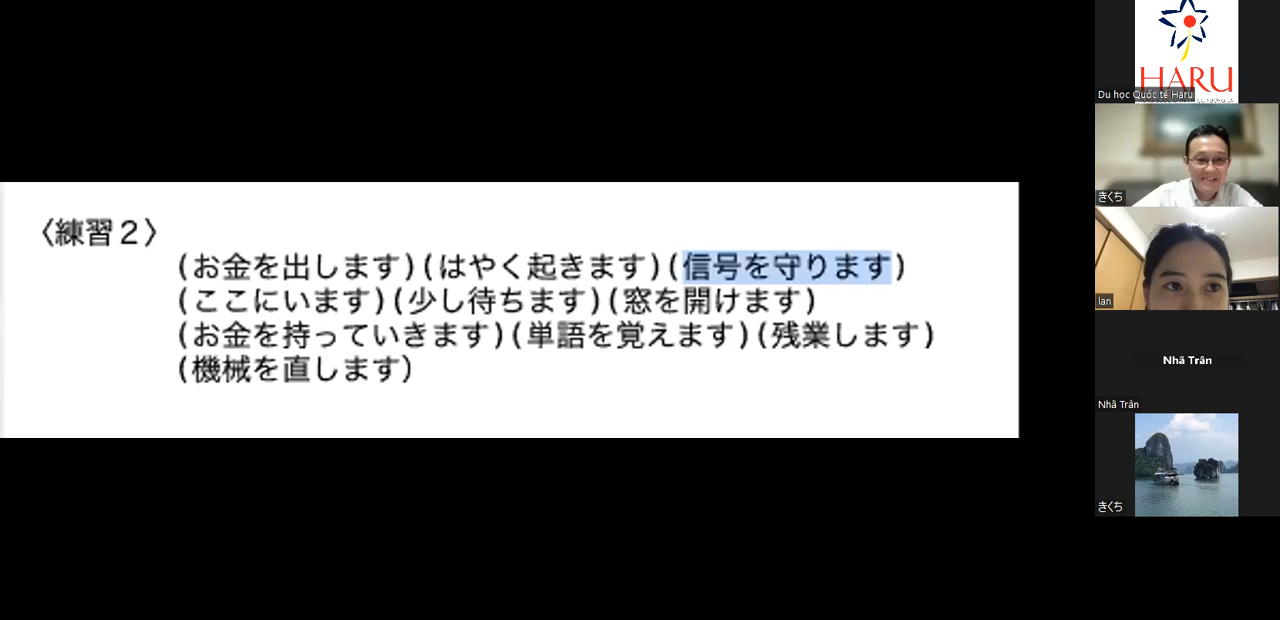 〈練習２〉
(お金を出します)(はやく起きます)(信号を守ります)
(ここにいます)(少し待ちます)(窓を開けます)
(お金を持っていきます)(単語を覚えます)(残業します)
(機械を直します)
HARU
Du học Quốc tế Haru
きくち
lan
Nhã Trân
Nhã Trân
きくち